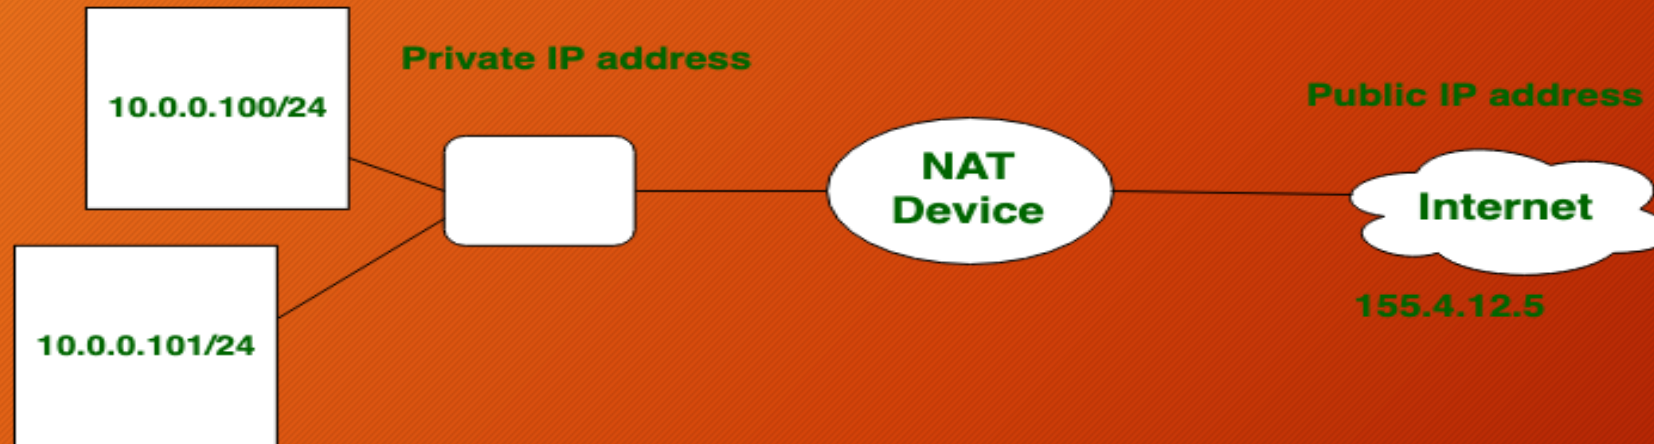 Private IP address
10.0.0.100/24
Public IP address
NAT
Device
Internet
155.4.12.5
10.0.0.101/24